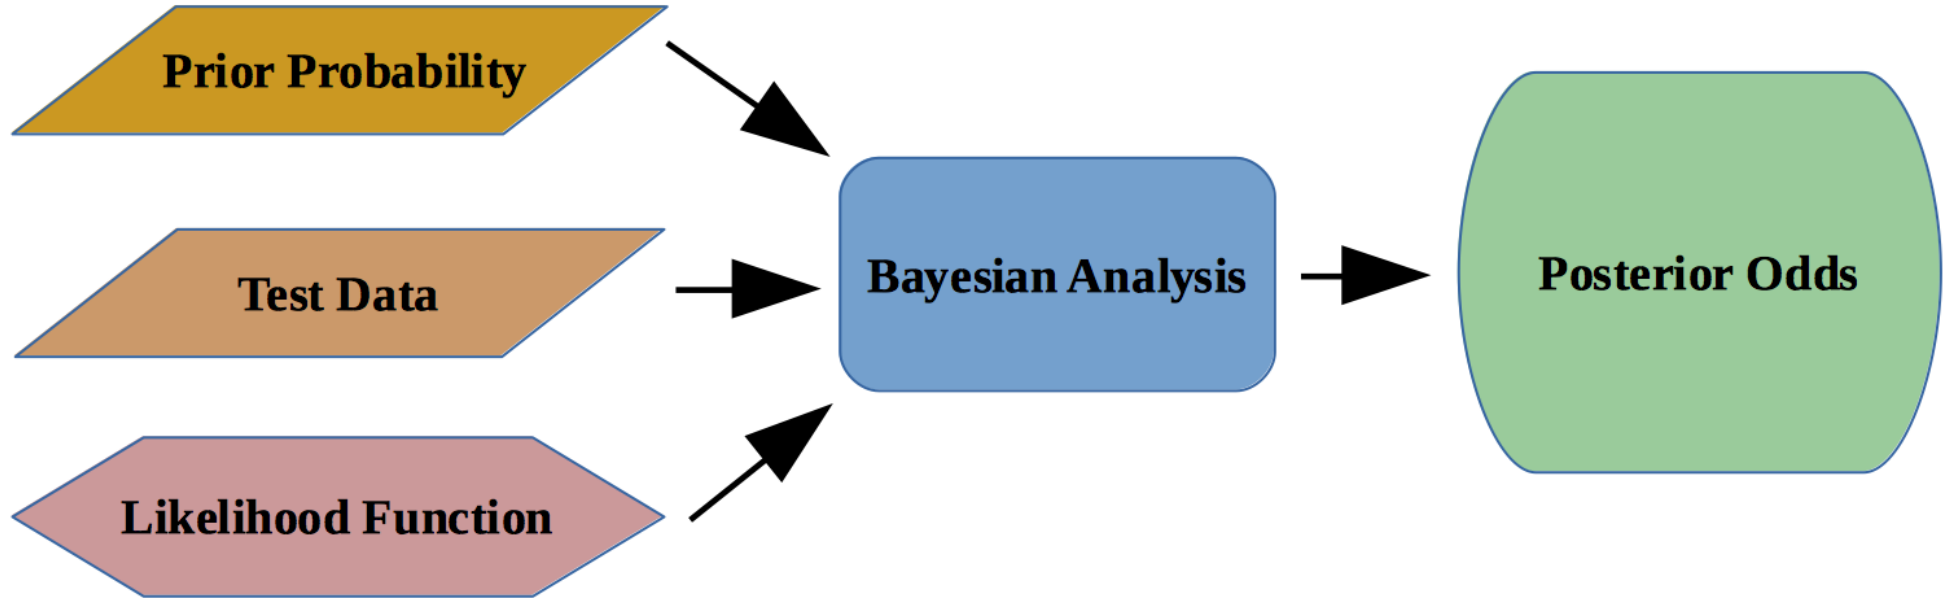 Prior Probability
Test Data
Likelihood Function
Bayesian Analysis
Posterior Odds